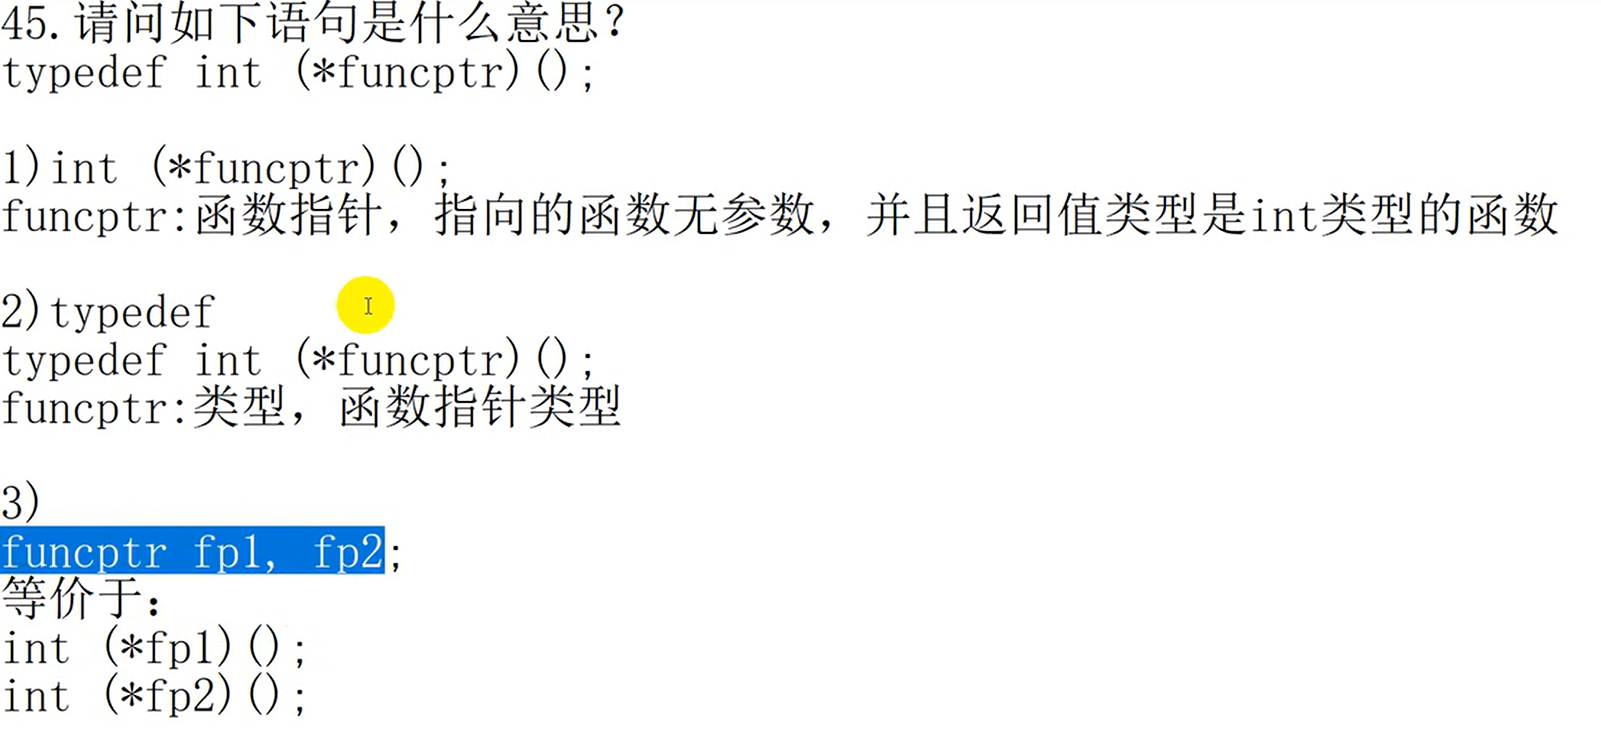 45.请问如下语句是什么意思？
typedef int (*funcptr)();
1)int (*funcptr)();
funcptr:函数指针，指向的函数无参数，并且返回值类型是int类型的函数
2)typedef
typedef int (*funcptr)();
funcptr:类型，函数指针类型
3)
funcptr fp1, fp2;
等价于：
int (*fp1)();
int (*fp2)();